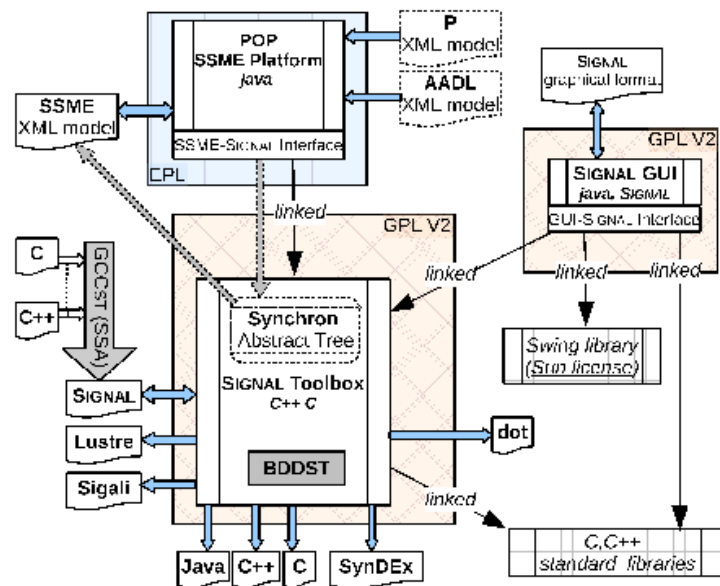 POP
SSME Platform
java
SSME-SIGNAL Interface
CPL
P
XML model
AADL
XML model
SIGNAL
graphical format
SSME
XML model
GPL V2
SIGNAL GUI
java, SIGNAL
GUI-SIGNAL Interface
linked
GPL V2
linked
linked
linked
C
C++
GCCST (SSA)
Synchron
Abstract Tree
SIGNAL Toolbox
C++ C
BDDST
Swing library
(Sun license)
SIGNAL
Lustre
Sigali
dot
linked
Java
C++
C
SynDEx
C,C++
standard libraries